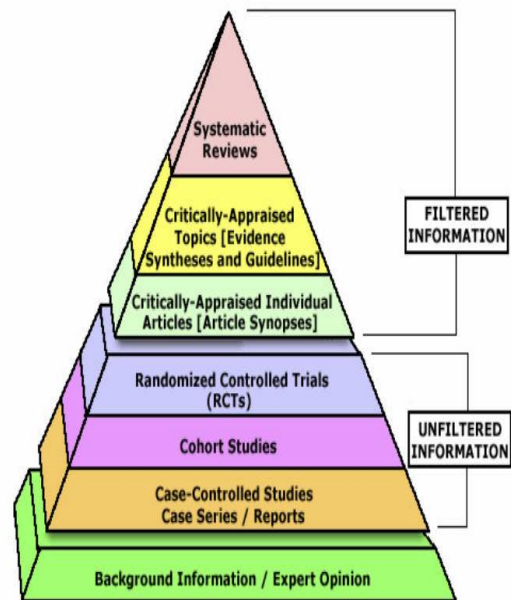 Systematic
Reviews
Critically-Appraised
Topics [Evidence
Syntheses and Guidelines]
FILTERED
INFORMATION
Critically-Appraised Individual
Articles [Article Synopses]
Randomized Controlled Trials
(RCTs)
UNFILTERED
INFORMATION
Cohort Studies
Case-Controlled Studies
Case Series / Reports
Background Information / Expert Opinion